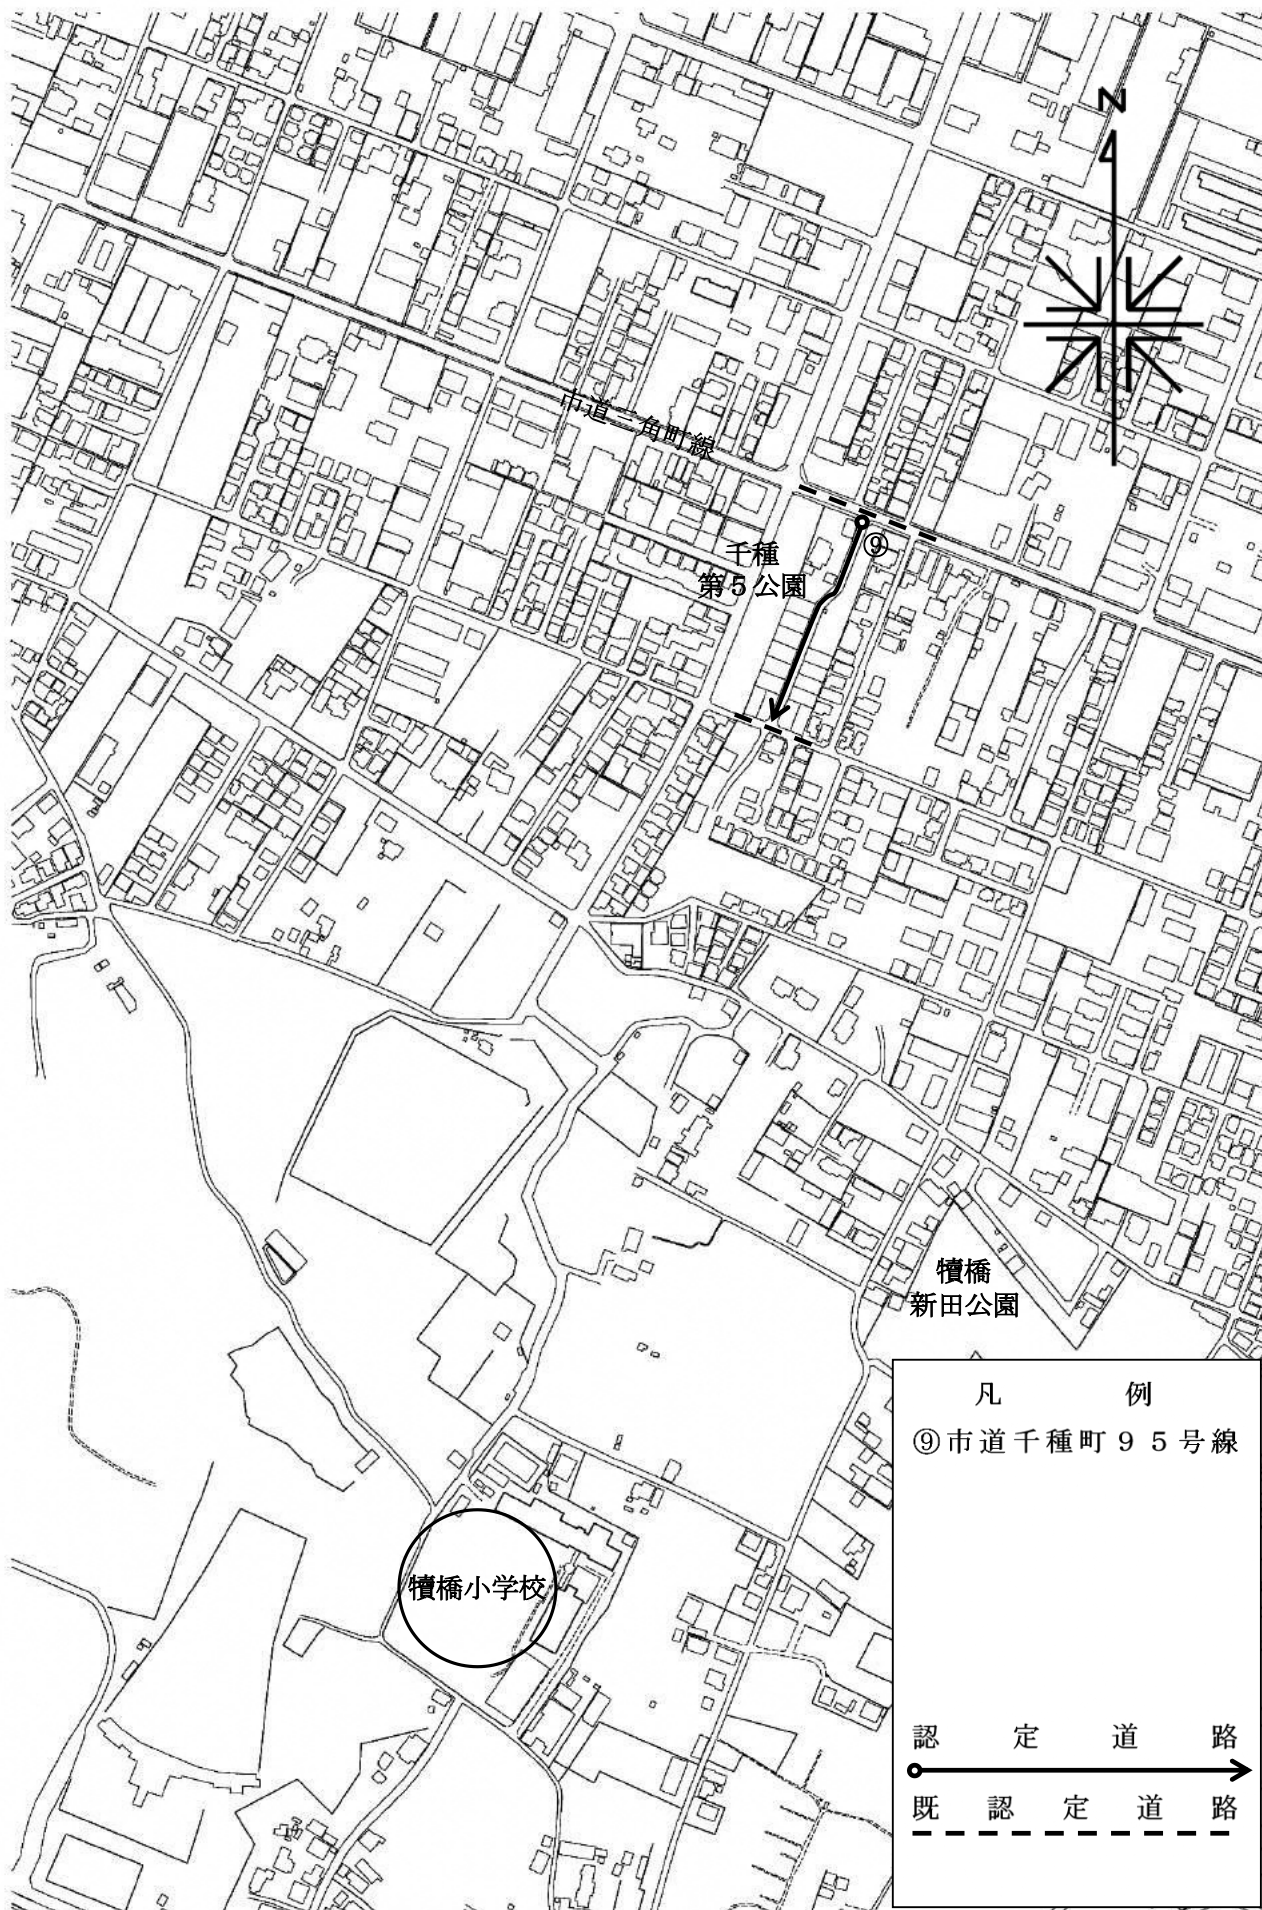 N
市道三角町線
⑨
千種
第5公園
犢橋
新田公園
凡例
⑨市道千種町95号線
犢橋小学校
認定道路
既認定道路